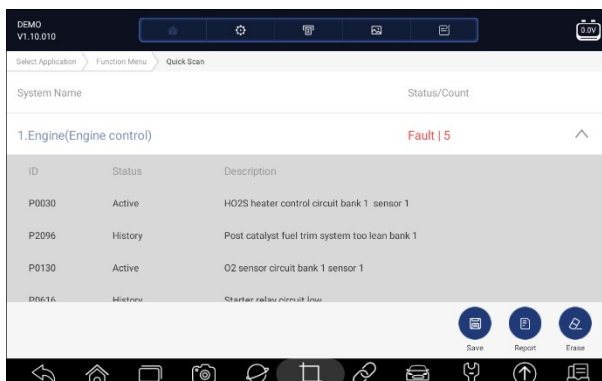 DEMO
V1.10.010
0.0V
Select Application Function Menu Quick Scan
System Name Status/Count
1.Engine(Engine control) Fault | 5
ID Status Description
P0030 Active HO2S heater control circuit bank 1 sensor 1
P2096 History Post catalyst fuel trim system too lean bank 1
P0130 Active O2 sensor circuit bank 1 sensor 1
P0616 History Starter relay circuit low
Save Report Erase